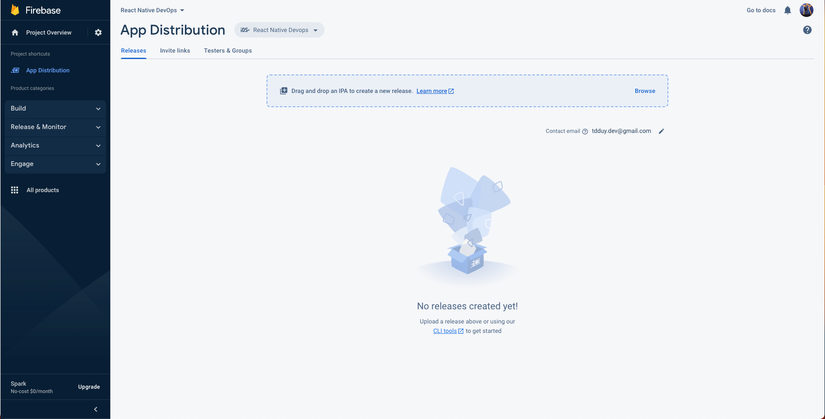 Firebase
Project Overview
Project shortcuts
App Distribution
Product categories
Build
Release & Monitor
Analytics
Engage
All products
Spark
No-cost $0/month
Upgrade
React Native DevOps
Go to docs
App Distribution
React Native Devops
Releases
Invite links
Testers & Groups
Drag and drop an IPA to create a new release. Learn more
Browse
Contact email
tdduy.dev@gmail.com
No releases created yet!
Upload a release above or using our
CLI tools to get started